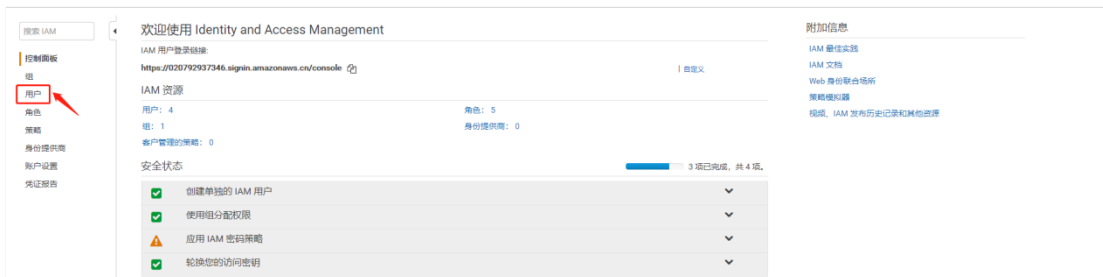 搜索 IAM
控制面板
组
用户
角色
策略
身份提供商
账户设置
凭证报告
欢迎使用 Identity and Access Management
IAM 用户登录链接:
https://020792937346.signin.amazonaws.cn/console
自定义
IAM 资源
用户： 4
角色： 5
组： 1
身份提供商： 0
客户管理的策略： 0
安全状态
3 项已完成，共 4 项。
创建单独的 IAM 用户
使用组分配权限
应用 IAM 密码策略
轮换您的访问密钥
附加信息
IAM 最佳实践
IAM 文档
Web 身份联合场所
策略模拟器
视频，IAM 发布历史记录和其他资源